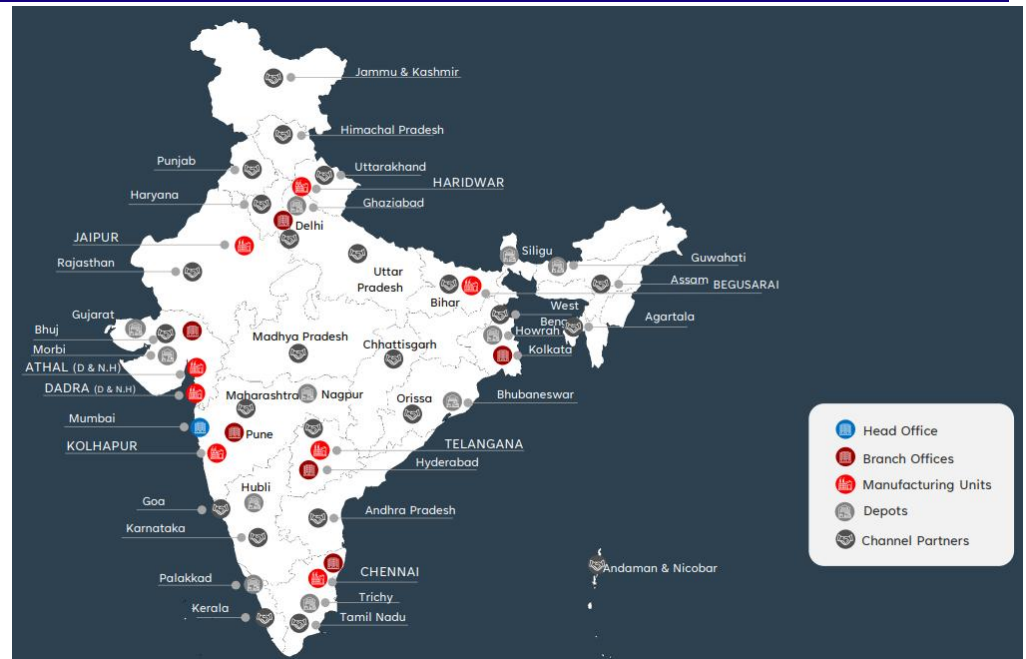 Jammu & Kashmir
Himachal Pradesh
Punjab
Uttarakhand
HARIDWAR
Haryana
Ghaziabad
Delhi
JAIPUR
Siligu
Guwahati
Rajasthan
Uttar
Pradesh
Assam
BEGUSARAI
Bihar
West
Beng
Agartala
Gujarat
Bhuj
Howrah
Madhya Pradesh
Chhattisgarh
Morbi
Kolkata
ATHAL (D & N.H)
DADRA (D & N.H)
Maharashtra
Nagpur
Orissa
Bhubaneswar
Mumbai
Pune
KOLHAPUR
TELANGANA
Hyderabad
Hubli
Goa
Andhra Pradesh
Karnataka
CHENNAI
Andaman & Nicobar
Palakkad
Trichy
Kerala
Tamil Nadu
Head Office
Branch Offices
Manufacturing Units
Depots
Channel Partners